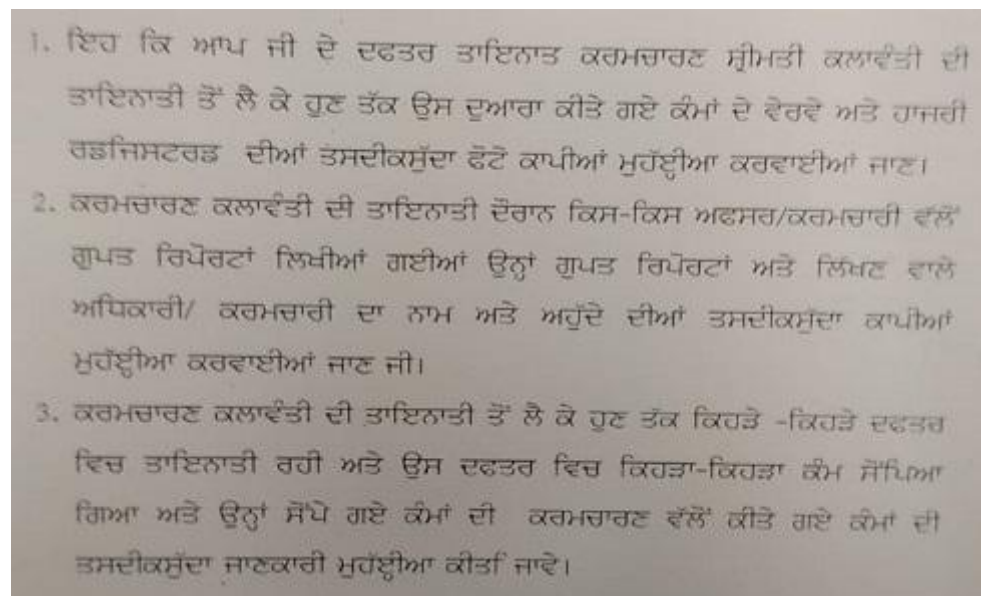 1. ਇਹ ਕਿ ਆਪ ਜੀ ਦੇ ਦਫਤਰ ਤਾਇਨਾਤ ਕਰਮਚਾਰਣ ਸ੍ਰੀਮਤੀ ਕਲਾਵੰਤੀ ਦੀ
ਤਾਇਨਾਤੀ ਤੋਂ ਲੈ ਕੇ ਹੁਣ ਤੱਕ ਉਸ ਦੁਆਰਾ ਕੀਤੇ ਗਏ ਕੰਮਾਂ ਦੇ ਵੇਰਵੇ ਅਤੇ ਹਾਜਰੀ
ਰਡਜਿਸਟਰਡ ਦੀਆਂ ਤਸਦੀਕਸੁੱਦਾ ਫੋਟੋ ਕਾਪੀਆਂ ਮੁਹੱਈਆ ਕਰਵਾਈਆਂ ਜਾਣ।
2. ਕਰਮਚਾਰਣ ਕਲਾਵੰਤੀ ਦੀ ਤਾਇਨਾਤੀ ਦੌਰਾਨ ਕਿਸ-ਕਿਸ ਅਫਸਰ/ਕਰਮਚਾਰੀ ਵੱਲੋਂ
ਗੁਪਤ ਰਿਪੋਰਟਾਂ ਲਿਖੀਆਂ ਗਈਆਂ ਉਨ੍ਹਾਂ ਗੁਪਤ ਰਿਪੋਰਟਾਂ ਅਤੇ ਲਿੱਖਣ ਵਾਲੇ
ਅਧਿਕਾਰੀ/ ਕਰਮਚਾਰੀ ਦਾ ਨਾਮ ਅਤੇ ਅਹੁੱਦੇ ਦੀਆਂ ਤਸਦੀਕਸੁੱਦਾ ਕਾਪੀਆਂ
ਮੁਹੱਈਆ ਕਰਵਾਈਆਂ ਜਾਣ ਜੀ।
3. ਕਰਮਚਾਰਣ ਕਲਾਵੰਤੀ ਦੀ ਤਾਇਨਾਤੀ ਤੋਂ ਲੈ ਕੇ ਹੁਣ ਤੱਕ ਕਿਹੜੇ -ਕਿਹੜੇ ਦਫਤਰ
ਵਿਚ ਤਾਇਨਾਤੀ ਰਹੀ ਅਤੇ ਉਸ ਦਫਤਰ ਵਿਚ ਕਿਹੜਾ-ਕਿਹੜਾ ਕੰਮ ਸੋਂਪਿਆ
ਗਿਆ ਅਤੇ ਉਨ੍ਹਾਂ ਸੌਂਪੇ ਗਏ ਕੰਮਾਂ ਦੀ ਕਰਮਚਾਰਣ ਵੱਲੋਂ ਕੀਤੇ ਗਏ ਕੰਮਾਂ ਦੀ
ਤਸਦੀਕਸੁੱਦਾ ਜਾਣਕਾਰੀ ਮੁਹੱਈਆ ਕੀਤਿ ਜਾਵੇ।